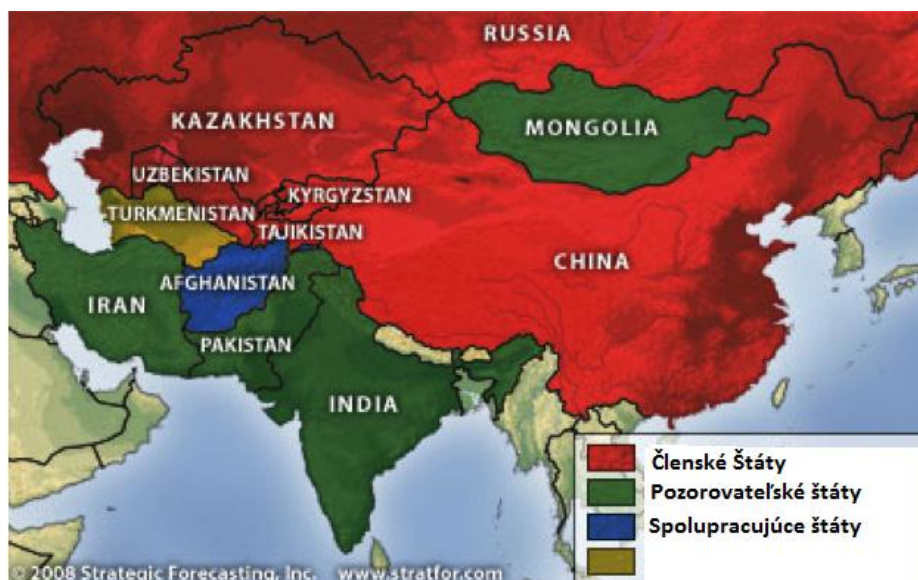 RUSSIA
KAZAKHSTAN
MONGOLIA
UZBEKISTAN
KYRGYZSTAN
TURKMENISTAN
TAJIKISTAN
CHINA
AFGHANISTAN
IRAN
PAKISTAN
INDIA
Členské Štáty
Pozorovateľské štáty
Spolupracujúce štáty
© 2008 Strategic Forecasting, Inc. www.stratfor.com